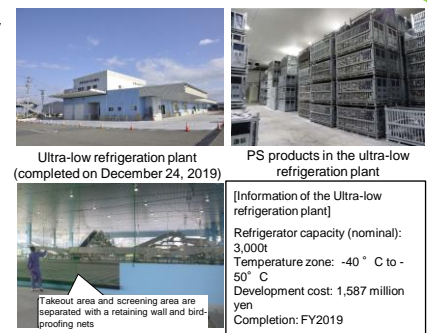 Ultra-low refrigeration plant
(completed on December 24, 2019)
PS products in the ultra-low
refrigeration plant
Takeout area and screening area are
separated with a retaining wall and bird-
proofing nets
[Information of the Ultra-low
refrigeration plant]
Refrigerator capacity (nominal):
3,000t
Temperature zone: -40 ° C to -
50° C
Development cost: 1,587 million
yen
Completion: FY2019